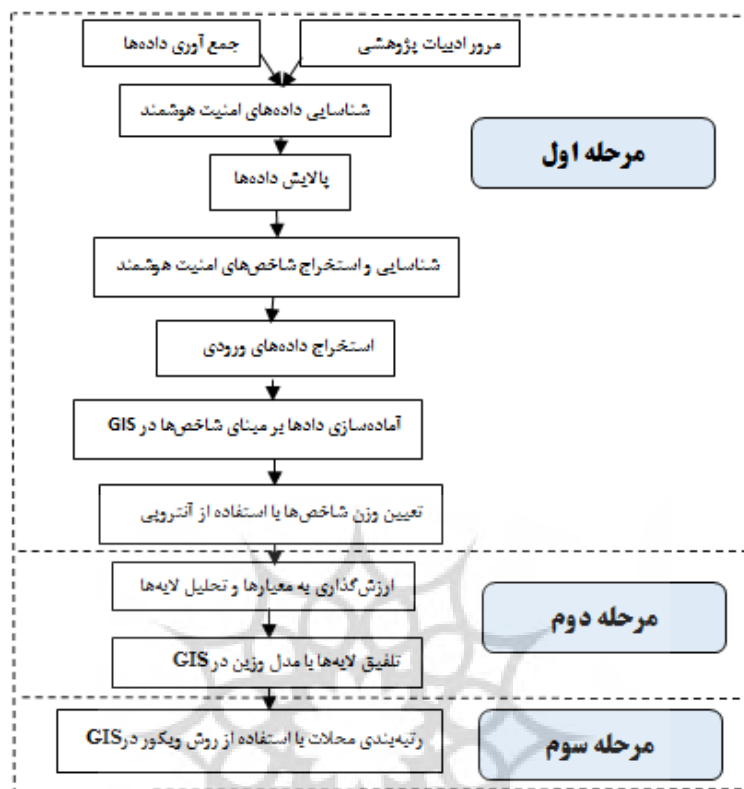 مرور ادبیات پژوهشی
جمع آوری داده‌ها
شناسایی داده‌های امنیت هوشمند
مرحله اول
پالایش داده‌ها
شناسایی و استخراج شاخص‌های امنیت هوشمند
استخراج داده‌های ورودی
آماده‌سازی دادها بر مبنای شاخص‌ها در GIS
تعیین وزن شاخص‌ها با استفاده از آنتروپی
ارزش‌گذاری به معیارها و تحلیل لایه‌ها
مرحله دوم
تلفیق لایه‌ها با مدل وزین در GIS
رتبه‌بندی محلات با استفاده از روش ویکور در GIS
مرحله سوم